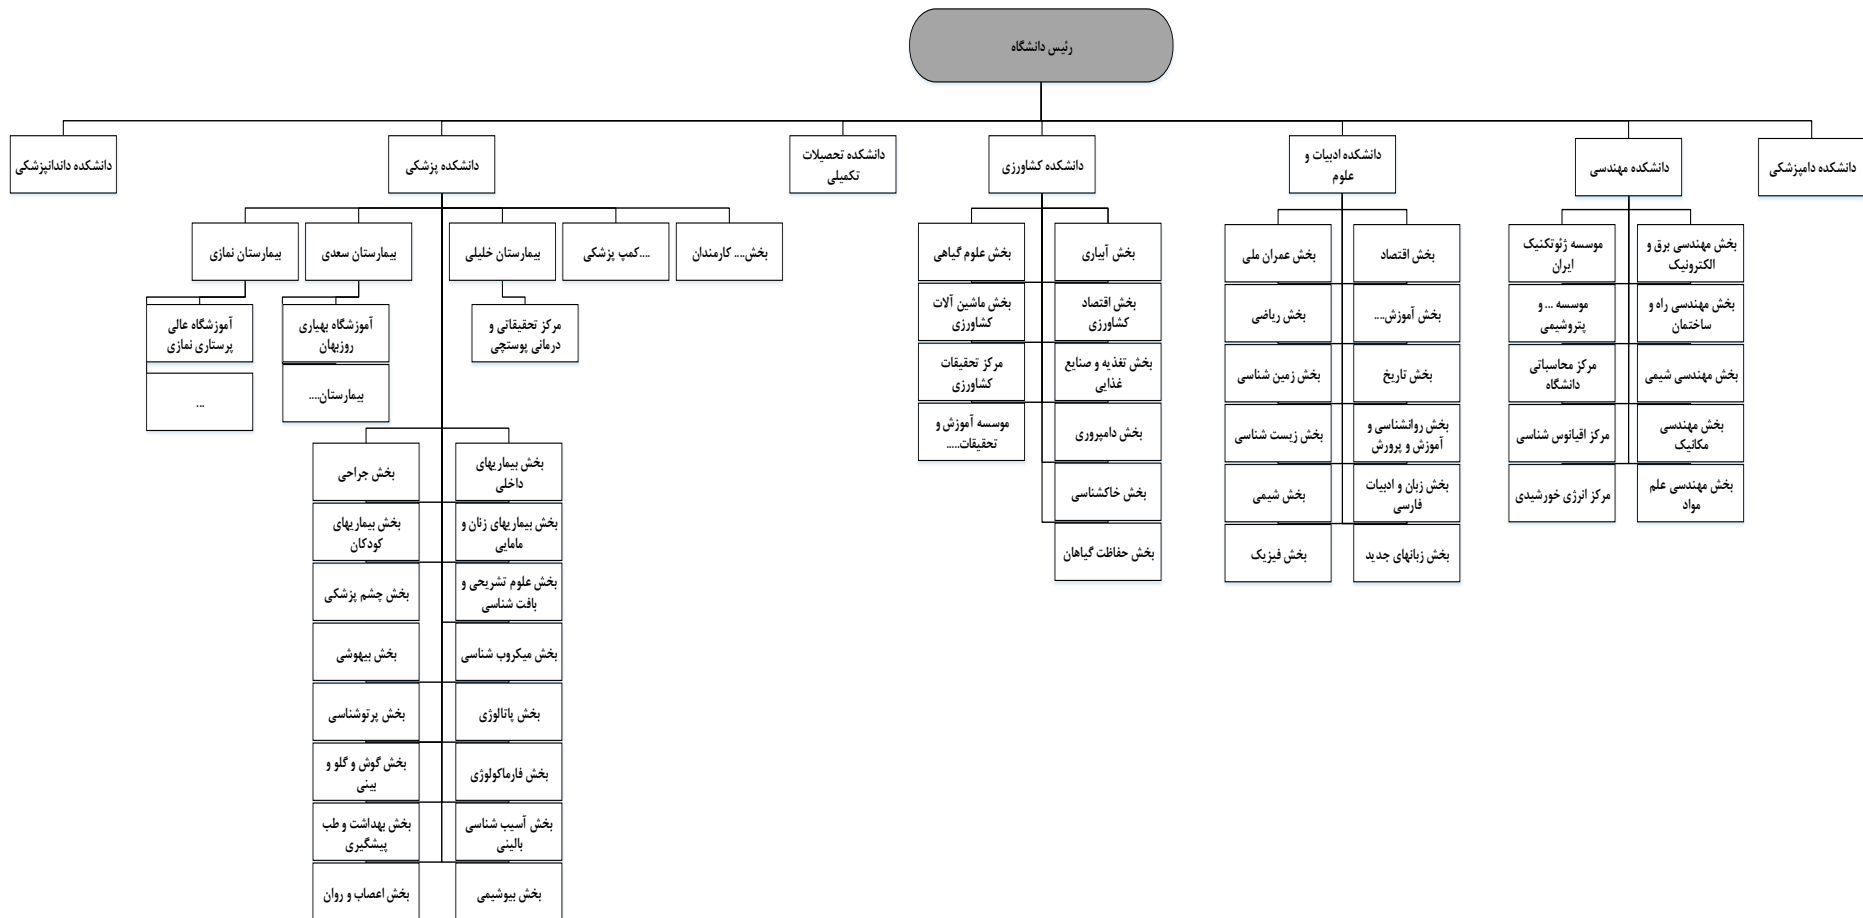 رئیس دانشگاه
دانشکده دامپزشکی
دانشکده مهندسی
دانشکده ادبیات و
علوم
دانشکده کشاورزی
دانشکده تحصیلات
تکمیلی
دانشکده پزشکی
دانشکده داندانپزشکی
بخش مهندسی برق و
الکترونیک
موسسه ژئوتکنیک
ایران
بخش مهندسی راه و
ساختمان
موسسه ... و
پتروشیمی
بخش مهندسی شیمی
مرکز محاسباتی
دانشگاه
بخش مهندسی
مکانیک
مرکز اقیانوس شناسی
بخش مهندسی علم
مواد
مرکز انرژی خورشیدی
بخش اقتصاد
بخش عمران ملی
بخش آموزش....
بخش ریاضی
بخش تاریخ
بخش زمین شناسی
بخش روانشناسی و
آموزش و پرورش
بخش زیست شناسی
بخش زبان و ادبیات
فارسی
بخش شیمی
بخش زبانهای جدید
بخش فیزیک
بخش آبیاری
بخش علوم گیاهی
بخش اقتصاد
کشاورزی
بخش ماشین آلات
کشاورزی
بخش تغذیه و صنایع
غذایی
مرکز تحقیقات
کشاورزی
بخش دامپروری
موسسه آموزش و
تحقیقات.....
بخش خاکشناسی
بخش حفاظت گیاهان
بخش.... کارمندان
....کمپ پزشکی
بیمارستان خلیلی
بیمارستان سعدی
بیمارستان نمازی
مرکز تحقیقاتی و
درمانی پوستچی
آموزشگاه بهیاری
روزبهان
بیمارستان....
آموزشگاه عالی
پرستاری نمازی
...
بخش بیماریهای
داخلی
بخش جراحی
بخش بیماریهای زنان و
مامایی
بخش بیماریهای
کودکان
بخش علوم تشریحی و
بافت شناسی
بخش چشم پزشکی
بخش میکروب شناسی
بخش بیهوشی
بخش پاتالوژی
بخش پرتوشناسی
بخش فارماکولوژی
بخش گوش و گلو و
بینی
بخش آسیب شناسی
بالینی
بخش بهداشت و طب
پیشگیری
بخش بیوشیمی
بخش اعصاب و روان